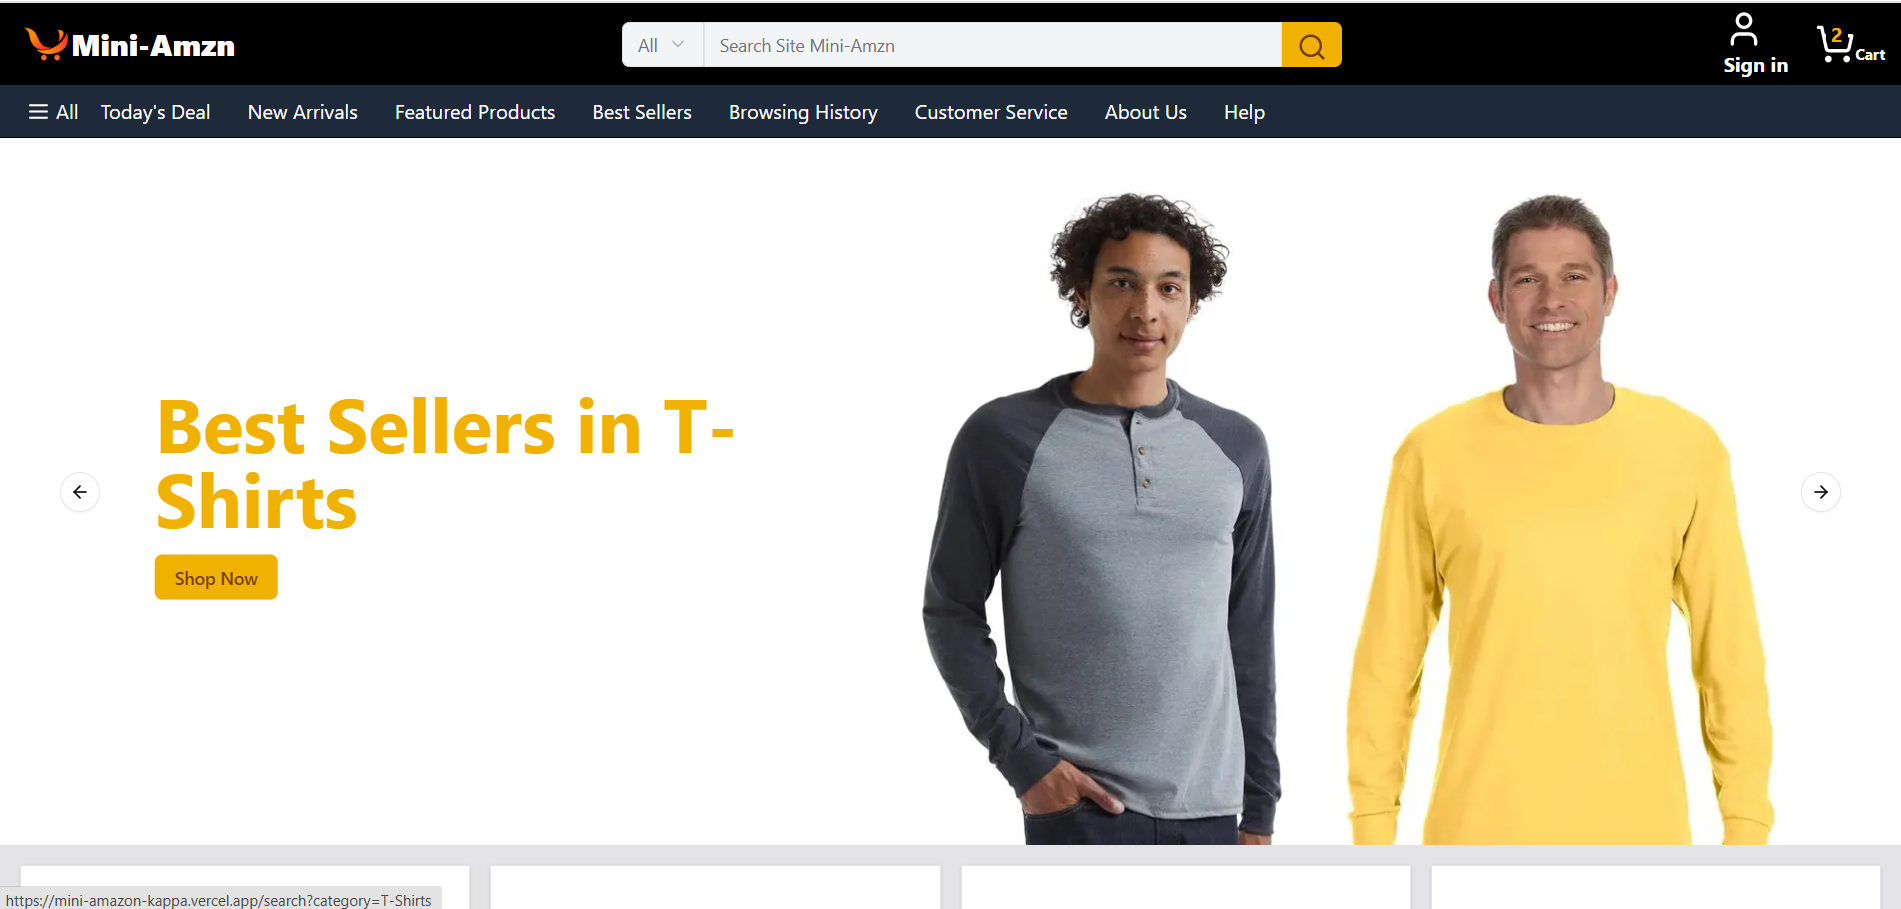 Mini-Amzn
All
Search Site Mini-Amzn
Sign in
2
Cart
All Today's Deal New Arrivals Featured Products Best Sellers Browsing History Customer Service About Us Help
Best Sellers in T-
Shirts
Shop Now
https://mini-amazon-kappa.vercel.app/search?category=T-Shirts